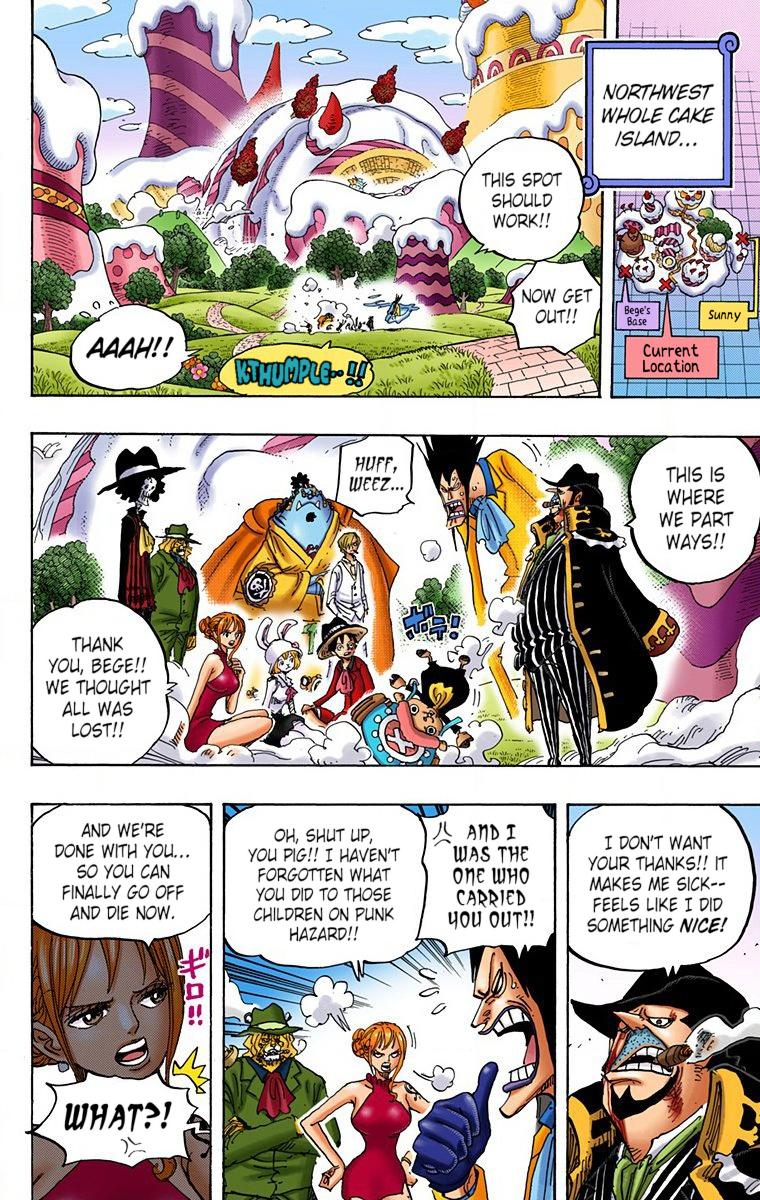 NORTHWEST
WHOLE CAKE
ISLAND...
THIS SPOT
SHOULD
WORK!!
NOW GET
OUT!!
AAAH!!
KTHUMPLE--!!
Bege's
Base
Sunny
Current
Location
THIS IS
WHERE
WE PART
WAYS!!
HUFF,
WEEZ...
THANK
YOU, BEGE!!
WE THOUGHT
ALL WAS
LOST!!
I DON'T WANT
YOUR THANKS!! IT
MAKES ME SICK--
FEELS LIKE I DID
SOMETHING NICE!
AND I
WAS THE
ONE WHO
CARRIED
YOU OUT!!
OH, SHUT UP,
YOU PIG!! I HAVEN'T
FORGOTTEN WHAT
YOU DID TO THOSE
CHILDREN ON PUNK
HAZARD!!
AND WE'RE
DONE WITH YOU...
SO YOU CAN
FINALLY GO OFF
AND DIE NOW.
ギロ!!
WHAT?!